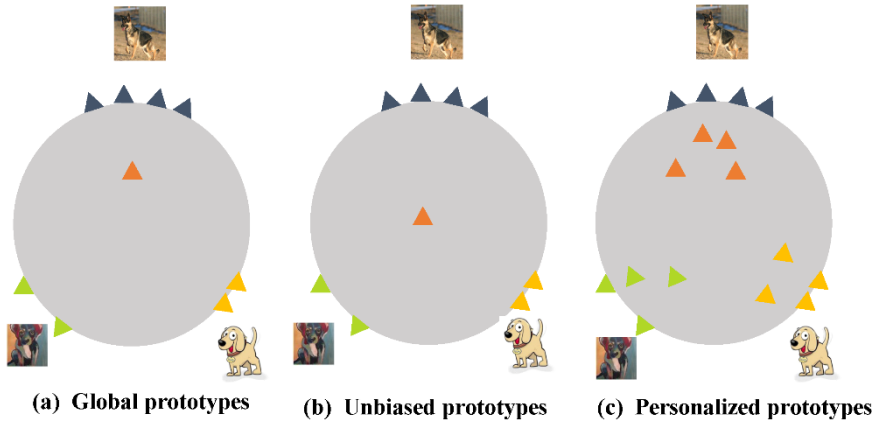 (a) Global prototypes
(b) Unbiased prototypes
(c) Personalized prototypes